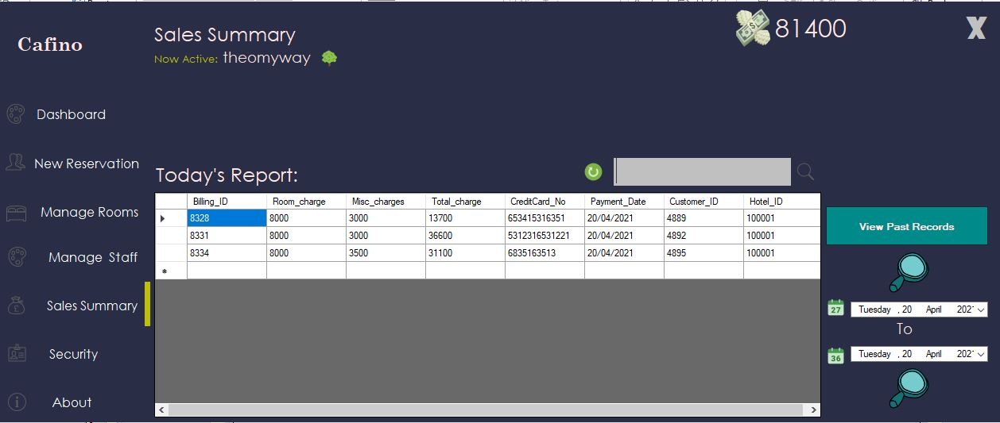 Cafino
Sales Summary
Now Active: theomyway
81400
X
Dashboard
New Reservation
Manage Rooms
Manage Staff
Sales Summary
Security
About
Today's Report:
Billing_ID Room_charge Misc_charges Total_charge CreditCard_No Payment_Date Customer_ID Hotel_ID
8328 8000 3000 13700 653415316351 20/04/2021 4889 100001
8331 8000 3000 36600 5312316531221 20/04/2021 4892 100001
8334 8000 3500 31100 6835163513 20/04/2021 4895 100001
View Past Records
27 Tuesday , 20 April 202
To
36 Tuesday , 20 April 202